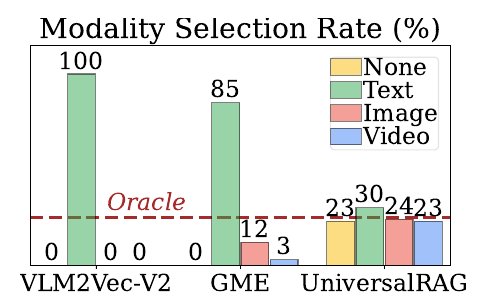 Modality Selection Rate (%)
100
85
None
Text
Image
Video
Oracle
0
0
0
0
12
3
23
30
24
23
VLM2Vec-V2
GME
UniversalRAG